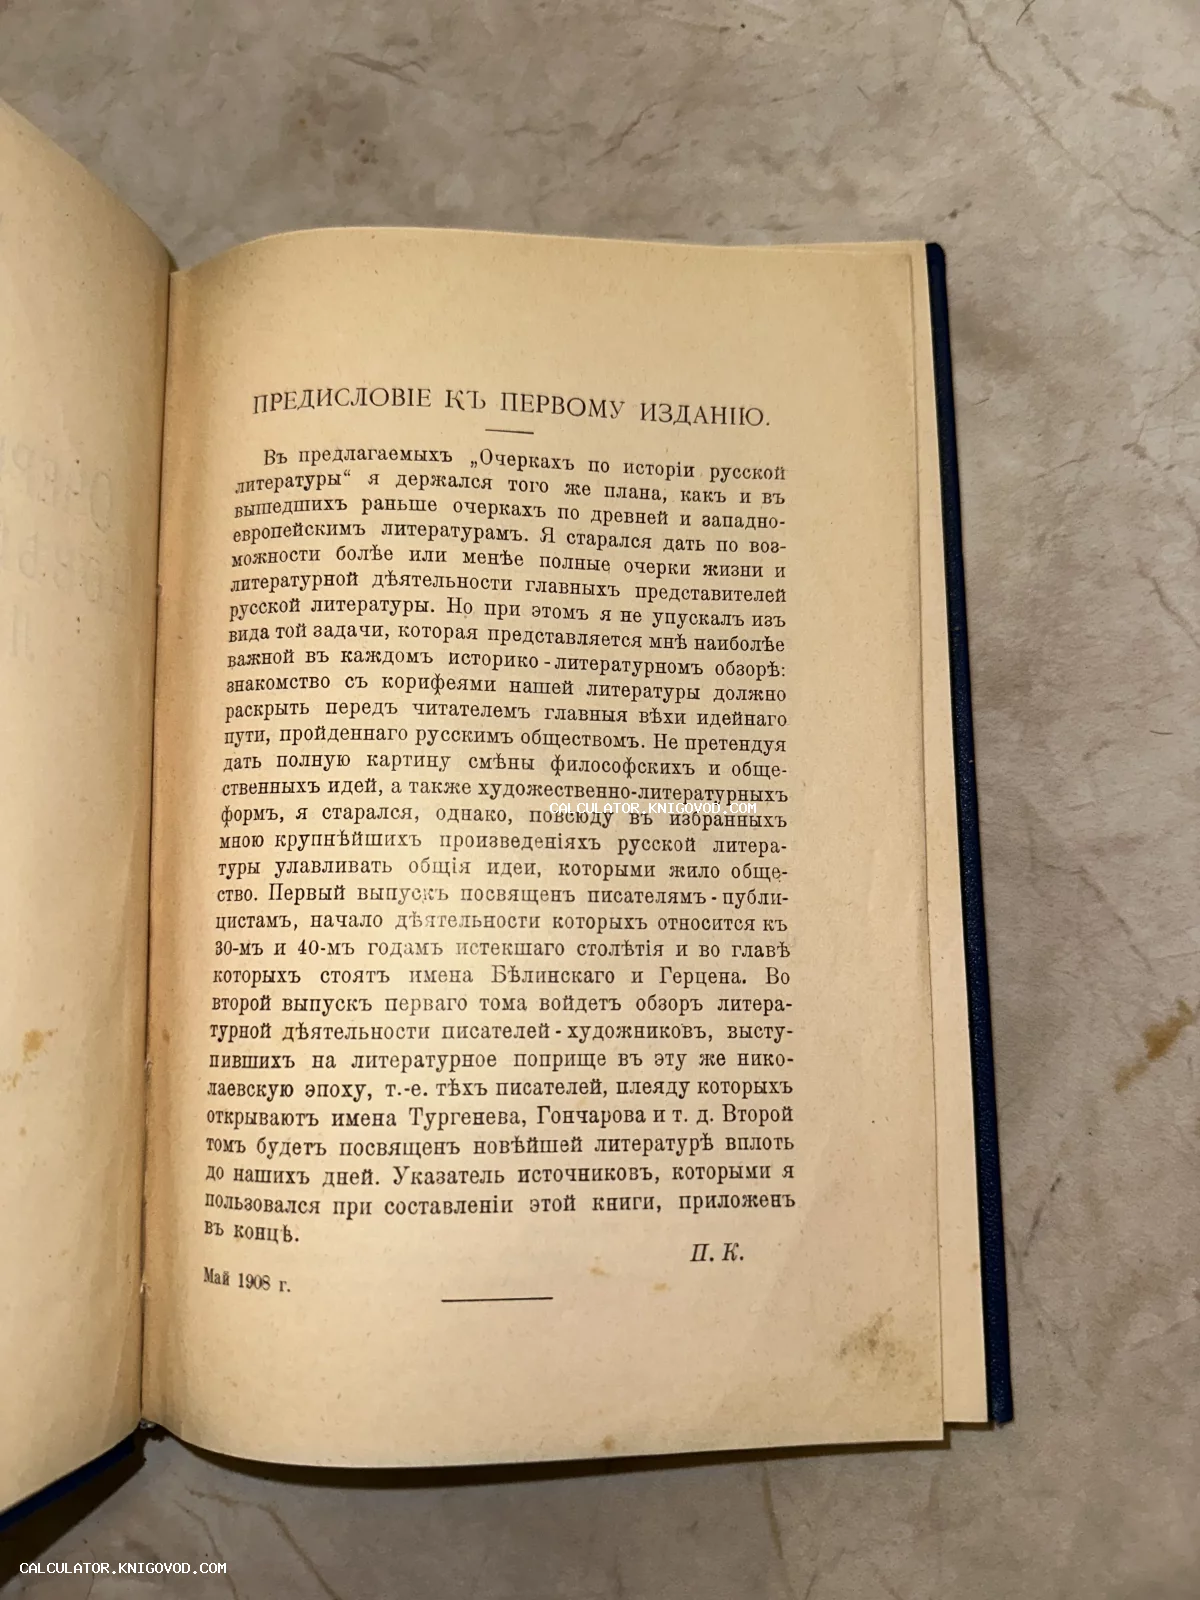 ПРЕДИСЛОВІЕ КЪ ПЕРВОМУ ИЗДАНІЮ.
Въ предлагаемыхъ „Очеркахъ по исторіи русской
литературы“ я держался того же плана, какъ и въ
вышедшихъ раньше очеркахъ по древней и западно-
европейскимъ литературамъ. Я старался дать по воз-
можности болѣе или менѣе полные очерки жизни и
литературной дѣятельности главныхъ представителей
русской литературы. Но при этомъ я не упускалъ изъ
вида той задачи, которая представляется мнѣ наиболѣе
важной въ каждомъ историко-литературномъ обзорѣ:
знакомство съ корифеями нашей литературы должно
раскрыть передъ читателемъ главныя вѣхи идейнаго
пути, пройденнаго русскимъ обществомъ. Не претендуя
дать полную картину смѣны философскихъ и обще-
ственныхъ идей, а также художественно-литературныхъ
формъ, я старался, однако, повсюду въ избранныхъ
CALCULATOR.KNIGOVOD.COM
мною крупнѣйшихъ произведеніяхъ русской литера-
туры улавливать общія идеи, которыми жило обще-
ство. Первый выпускъ посвященъ писателямъ-публи-
цистамъ, начало дѣятельности которыхъ относится къ
30-мъ и 40-мъ годамъ истекшаго столѣтія и во главѣ
которыхъ стоятъ имена Бѣлинскаго и Герцена. Во
второй выпускъ перваго тома войдетъ обзоръ литера-
турной дѣятельности писателей-художниковъ, высту-
пившихъ на литературное поприще въ эту же нико-
лаевскую эпоху, т.-е. тѣхъ писателей, плеяду которыхъ
открываютъ имена Тургенева, Гончарова и т. д. Второй
томъ будетъ посвященъ новѣйшей литературѣ вплоть
до нашихъ дней. Указатель источниковъ, которыми я
пользовался при составленіи этой книги, приложенъ
въ концѣ.
П. К.
Май 1908 г.
CALCULATOR.KNIGOVOD.COM